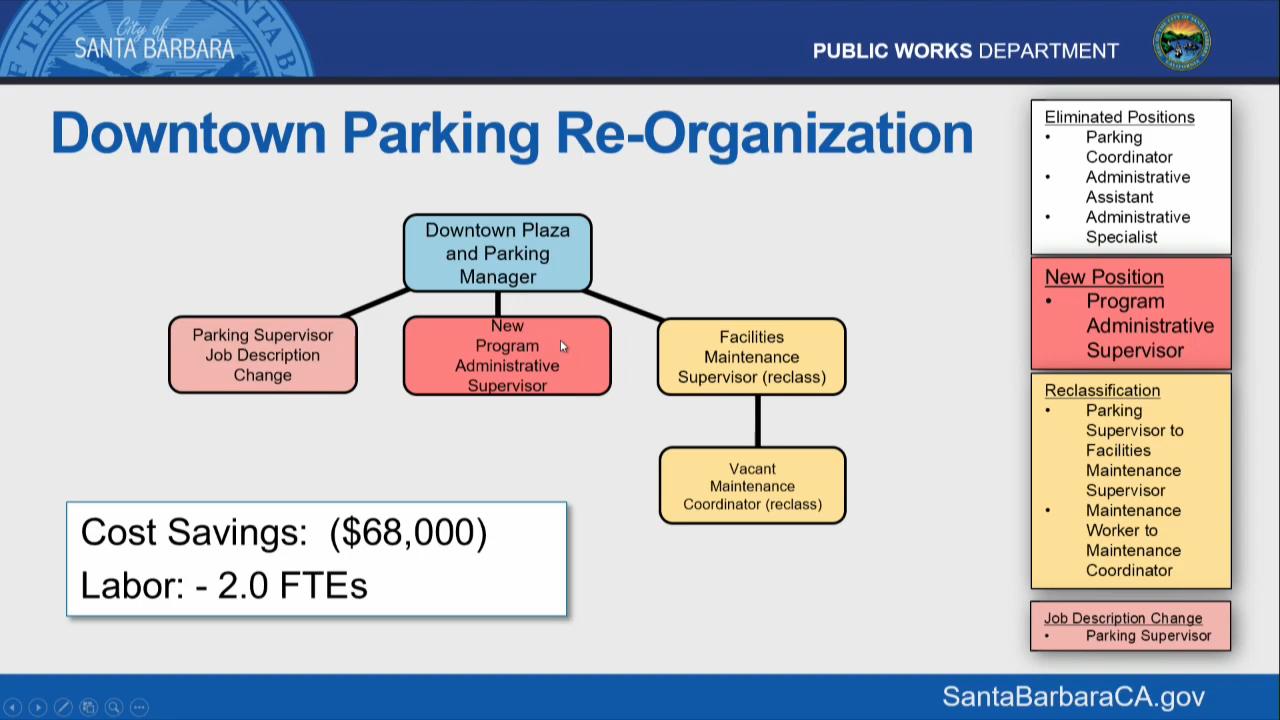 City of
SANTA BARBARA
PUBLIC WORKS DEPARTMENT
Downtown Parking Re-Organization
Downtown Plaza
and Parking
Manager
Parking Supervisor
Job Description
Change
New
Program
Administrative
Supervisor
Facilities
Maintenance
Supervisor (reclass)
Vacant
Maintenance
Coordinator (reclass)
Cost Savings: ($68,000)
Labor: - 2.0 FTEs
Eliminated Positions
• Parking
Coordinator
• Administrative
Assistant
• Administrative
Specialist
New Position
• Program
Administrative
Supervisor
Reclassification
• Parking
Supervisor to
Facilities
Maintenance
Supervisor
• Maintenance
Worker to
Maintenance
Coordinator
Job Description Change
• Parking Supervisor
SantaBarbaraCA.gov